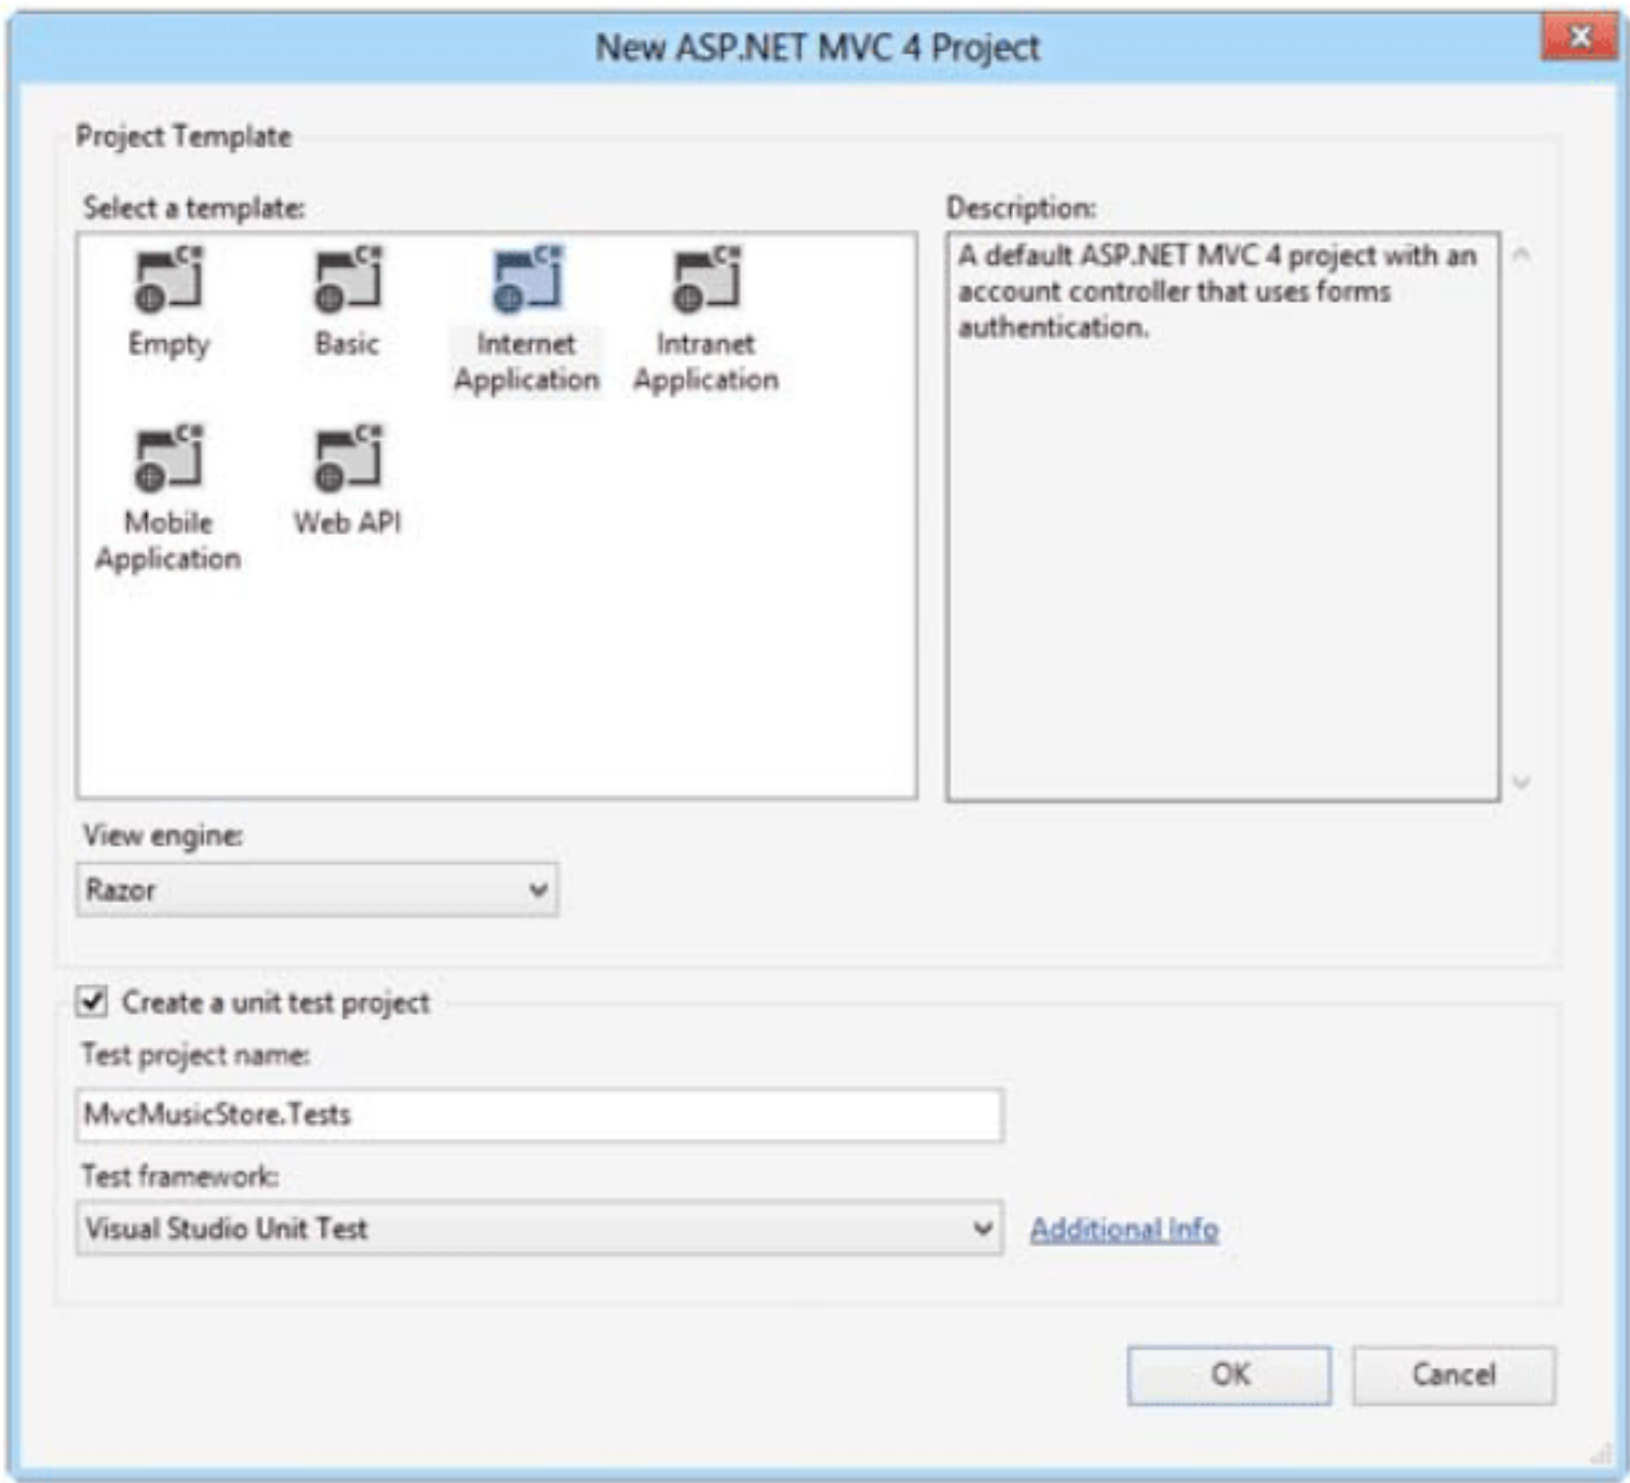 New ASP.NET MVC 4 Project
Project Template
Select a template:
Description:
C#
C#
C#
C#
Empty
Basic
Internet
Application
Intranet
Application
A default ASP.NET MVC 4 project with an
account controller that uses forms
authentication.
C#
C#
Mobile
Application
Web API
View engine:
Razor
Create a unit test project
Test project name:
MvcMusicStore.Tests
Test framework:
Visual Studio Unit Test
Additional Info
OK
Cancel